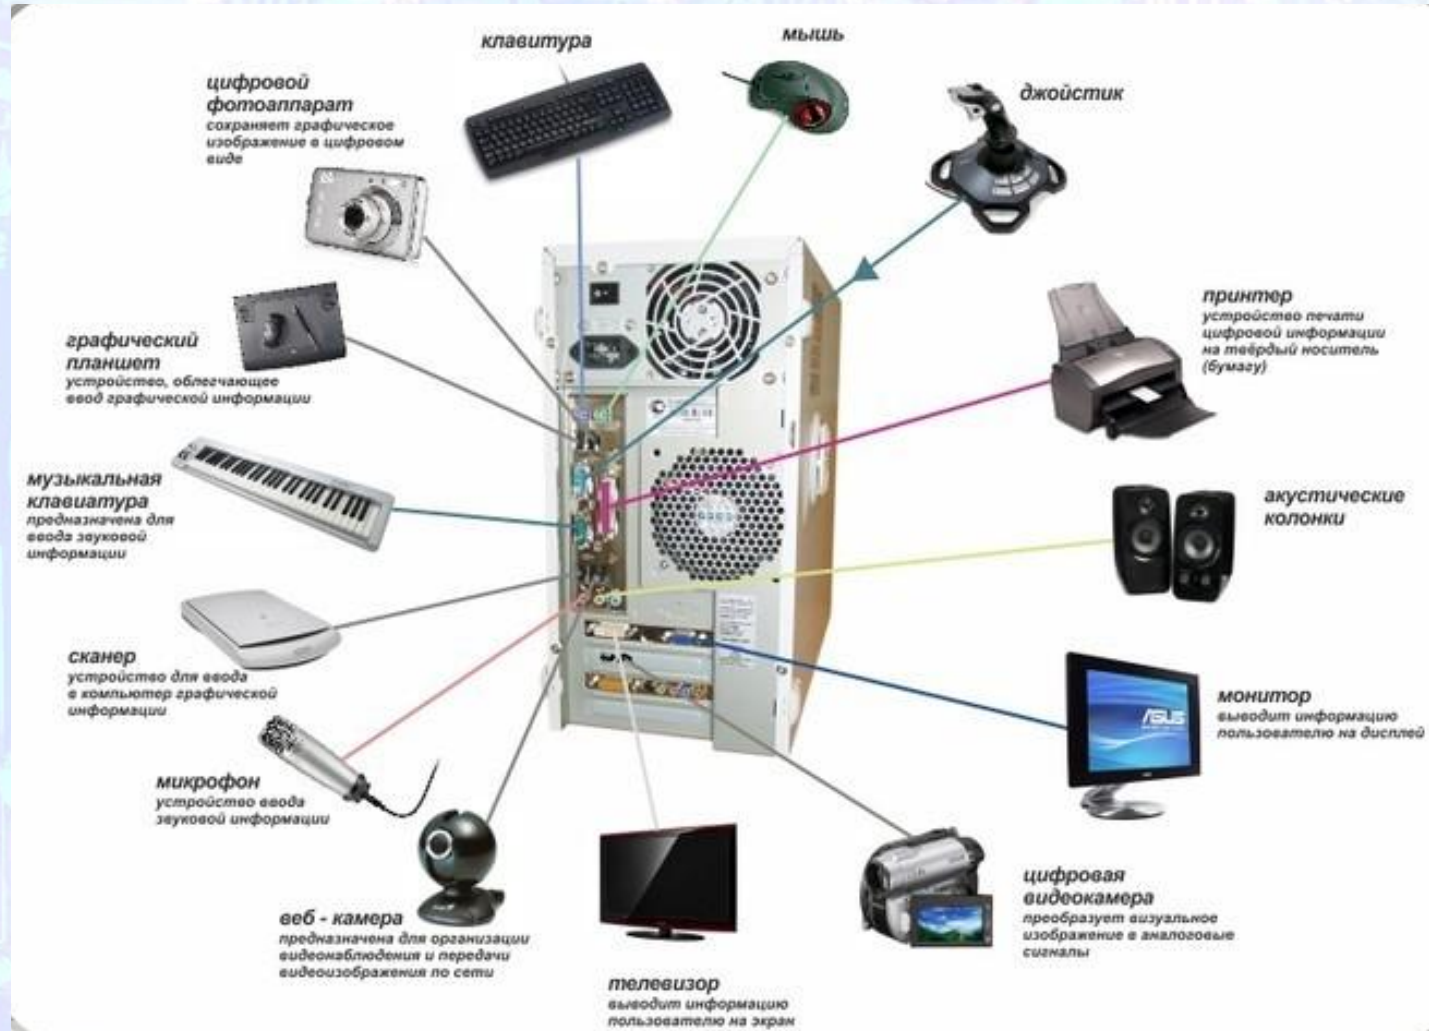 клавитура
мышь
цифровой
фотоаппарат
сохраняет графическое
изображение в цифровом
виде
джойстик
принтер
устройство печати
цифровой информации
на твёрдый носитель
(бумагу)
графический
планшет
устройство, облегчающее
ввод графической информации
музыкальная
клавиатура
предназначена для
ввода звуковой
информации
акустические
колонки
сканер
устройство для ввода
в компьютер графической
информации
монитор
выводит информацию
пользователю на дисплей
ASUS
микрофон
устройство ввода
звуковой информации
веб - камера
предназначена для организации
видеонаблюдения и передачи
видеоизображения по сети
цифровая
видеокамера
преобразует визуальное
изображение в аналоговые
сигналы
телевизор
выводит информацию
пользователю на экран